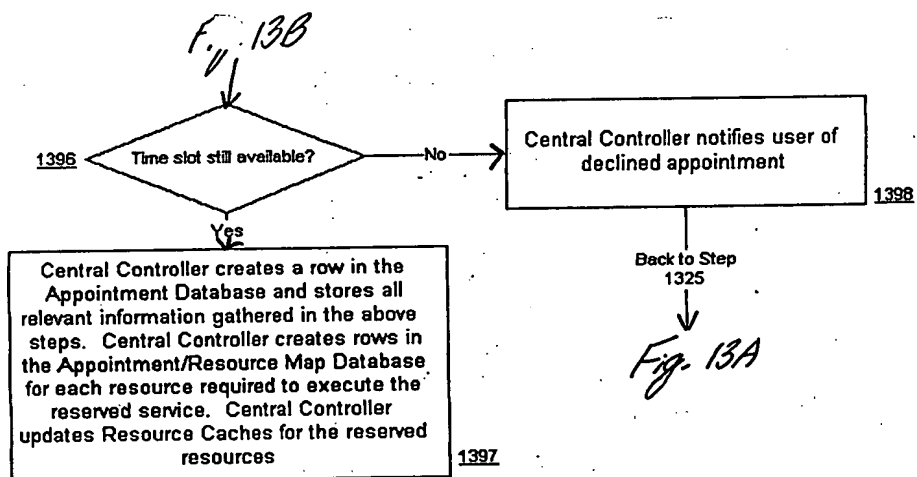 Fig. 13B
1396
Time slot still available?
No
Central Controller notifies user of
declined appointment
1398
Yes
Back to Step
1325
Fig. 13A
Central Controller creates a row in the
Appointment Database and stores all
relevant information gathered in the above
steps. Central Controller creates rows in
the Appointment/Resource Map Database
for each resource required to execute the
reserved service. Central Controller
updates Resource Caches for the reserved
resources
1397